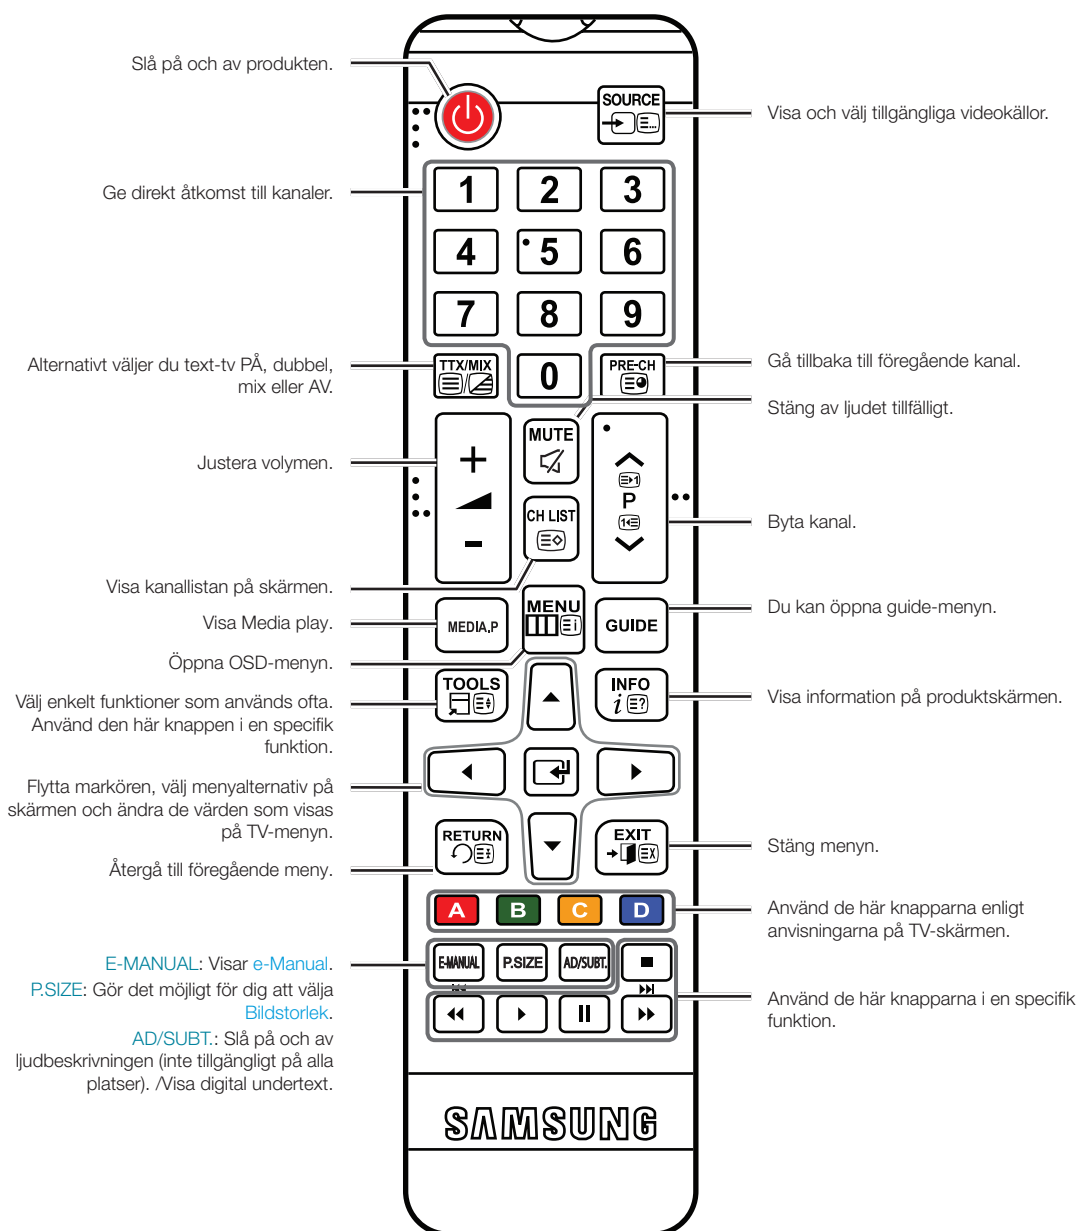 Slå på och av produkten.
SOURCE
Visa och välj tillgängliga videokällor.
Ge direkt åtkomst till kanaler.
1 2 3
4 5 6
7 8 9
0
Alternativt väljer du text-tv PÅ, dubbel,
mix eller AV.
TTX/MIX
PRE-CH
Gå tillbaka till föregående kanal.
MUTE
Stäng av ljudet tillfälligt.
Justera volymen.
P
Byta kanal.
CH LIST
Visa kanallistan på skärmen.
Visa Media play.
MEDIA.P
MENU
GUIDE
Du kan öppna guide-menyn.
Öppna OSD-menyn.
TOOLS
INFO
Visa information på produktskärmen.
Välj enkelt funktioner som används ofta.
Använd den här knappen i en specifik
funktion.
Flytta markören, välj menyalternativ på
skärmen och ändra de värden som visas
på TV-menyn.
RETURN
EXIT
Stäng menyn.
Återgå till föregående meny.
A B C D
Använd de här knapparna enligt
anvisningarna på TV-skärmen.
E-MANUAL P.SIZE AD/SUBT.
E-MANUAL: Visar e-Manual.
P.SIZE: Gör det möjligt för dig att välja
Bildstorlek.
AD/SUBT.: Slå på och av
ljudbeskrivningen (inte tillgängligt på alla
platser). /Visa digital undertext.
Använd de här knapparna i en specifik
funktion.
SAMSUNG